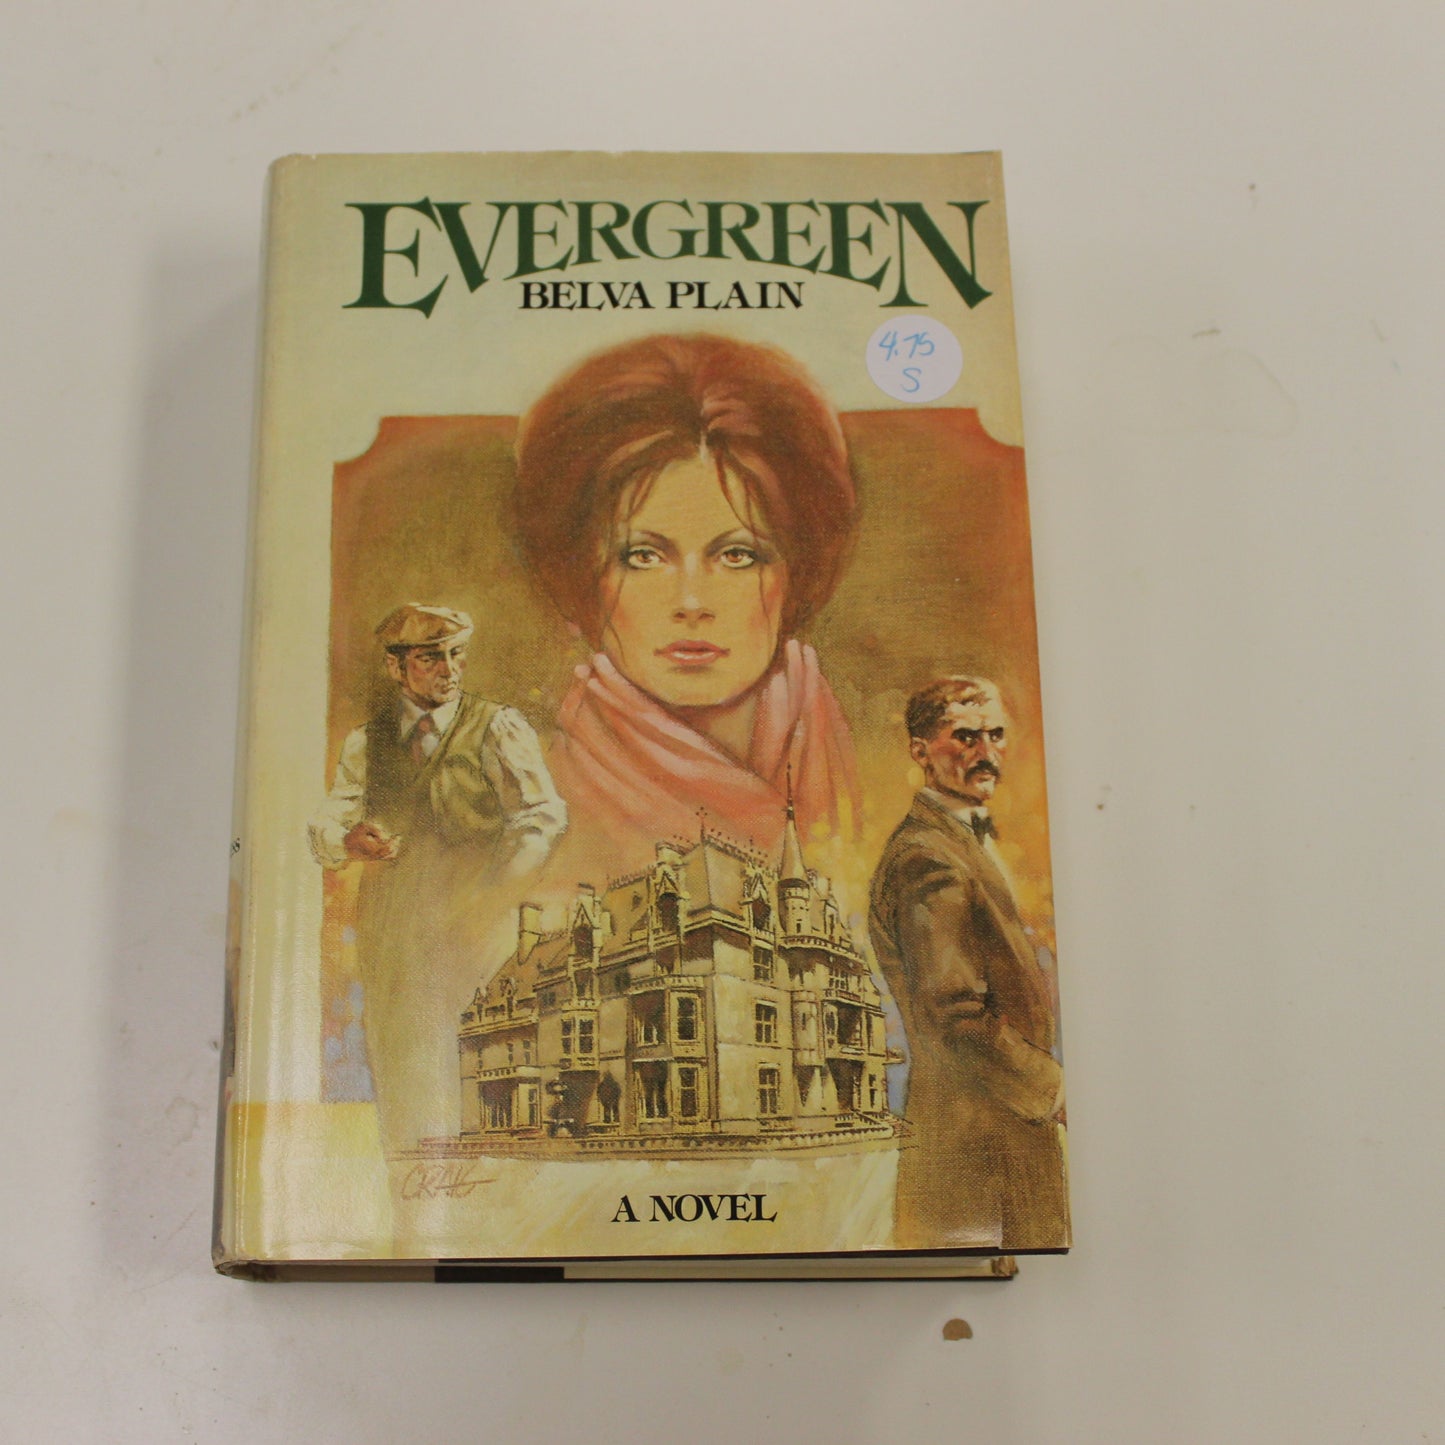 EVERGREEN
BELVA PLAIN
4.75
S
CRAIG
A NOVEL